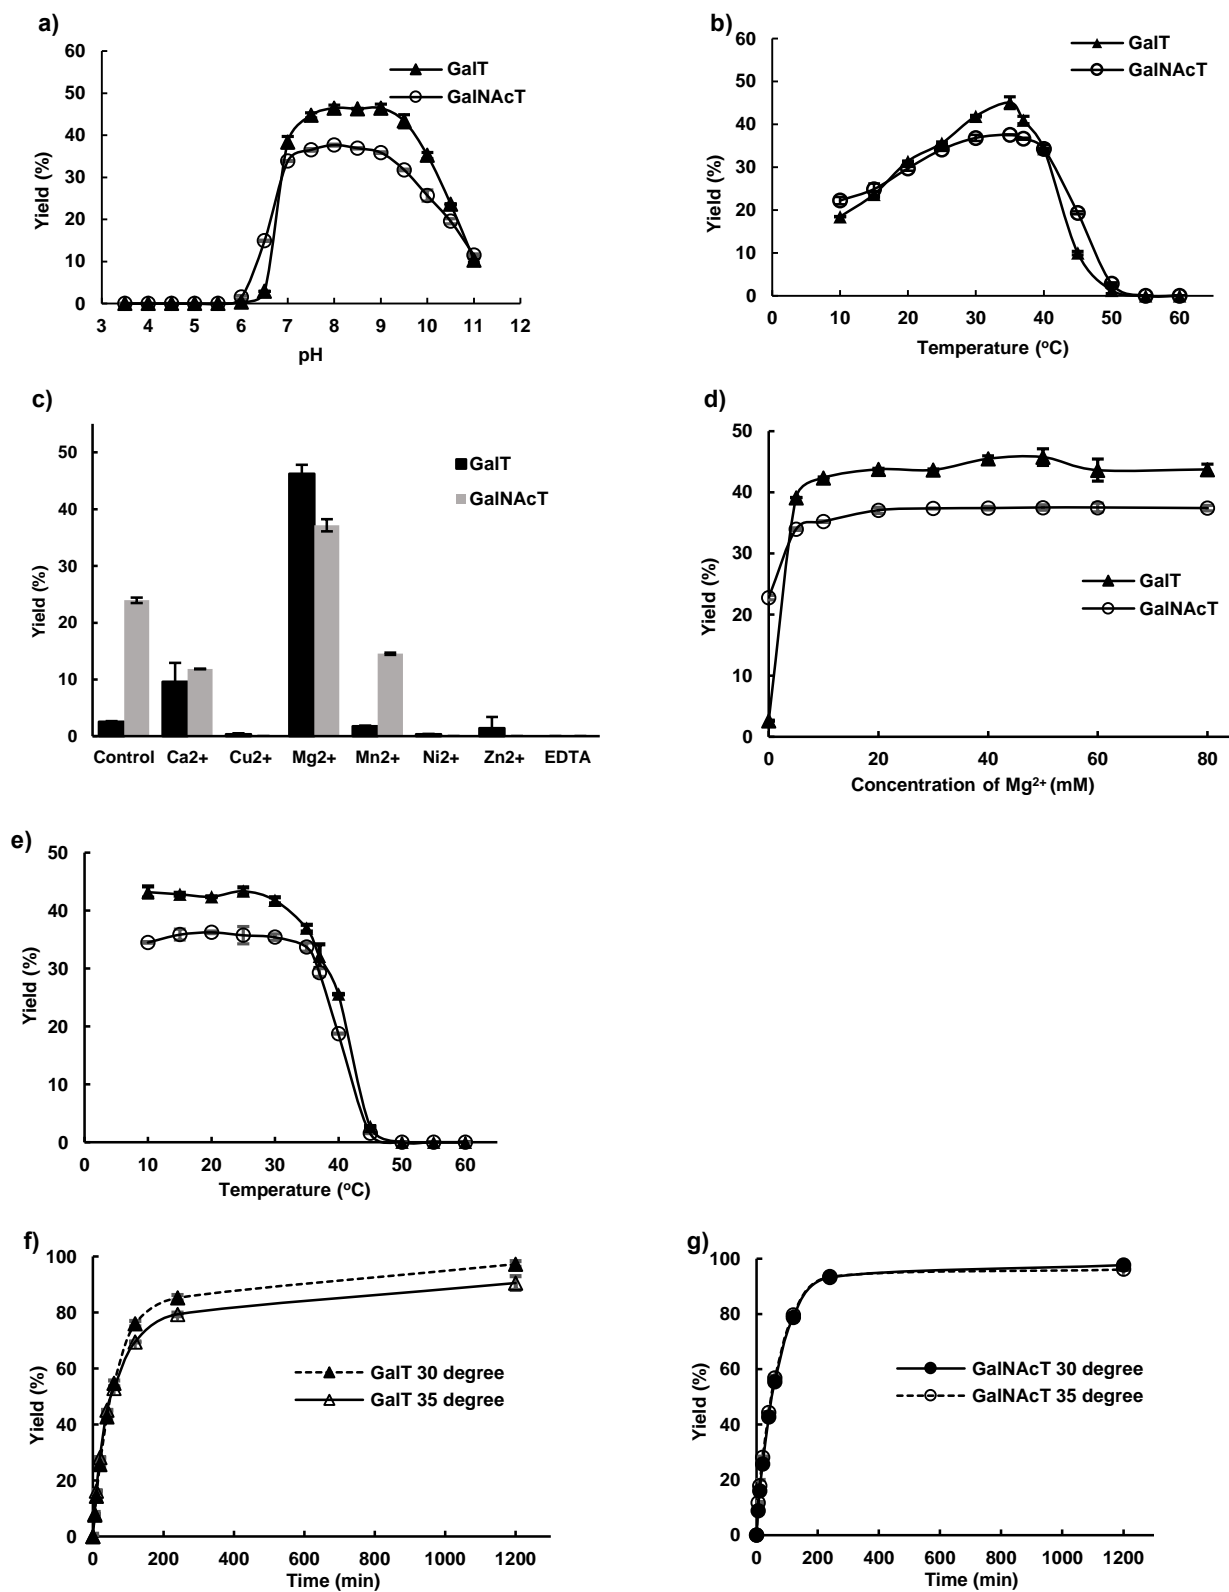 a)
60
50
40
30
20
10
0
Yield (%)
GalT
GalNAcT
3 4 5 6 7 8 9 10 11 12
pH
b)
60
50
40
30
20
10
0
Yield (%)
GalT
GalNAcT
0 10 20 30 40 50 60
Temperature (oC)
c)
50
40
30
20
10
0
Yield (%)
GalT
GalNAcT
Control Ca2+ Cu2+ Mg2+ Mn2+ Ni2+ Zn2+ EDTA
d)
50
40
30
20
10
0
Yield (%)
GalT
GalNAcT
0 20 40 60 80
Concentration of Mg2+ (mM)
e)
50
40
30
20
10
0
Yield (%)
0 10 20 30 40 50 60
Temperature (oC)
f)
100
80
60
40
20
0
Yield (%)
GalT 30 degree
GalT 35 degree
0 200 400 600 800 1000 1200
Time (min)
g)
100
80
60
40
20
0
Yield (%)
GalNAcT 30 degree
GalNAcT 35 degree
0 200 400 600 800 1000 1200
Time (min)